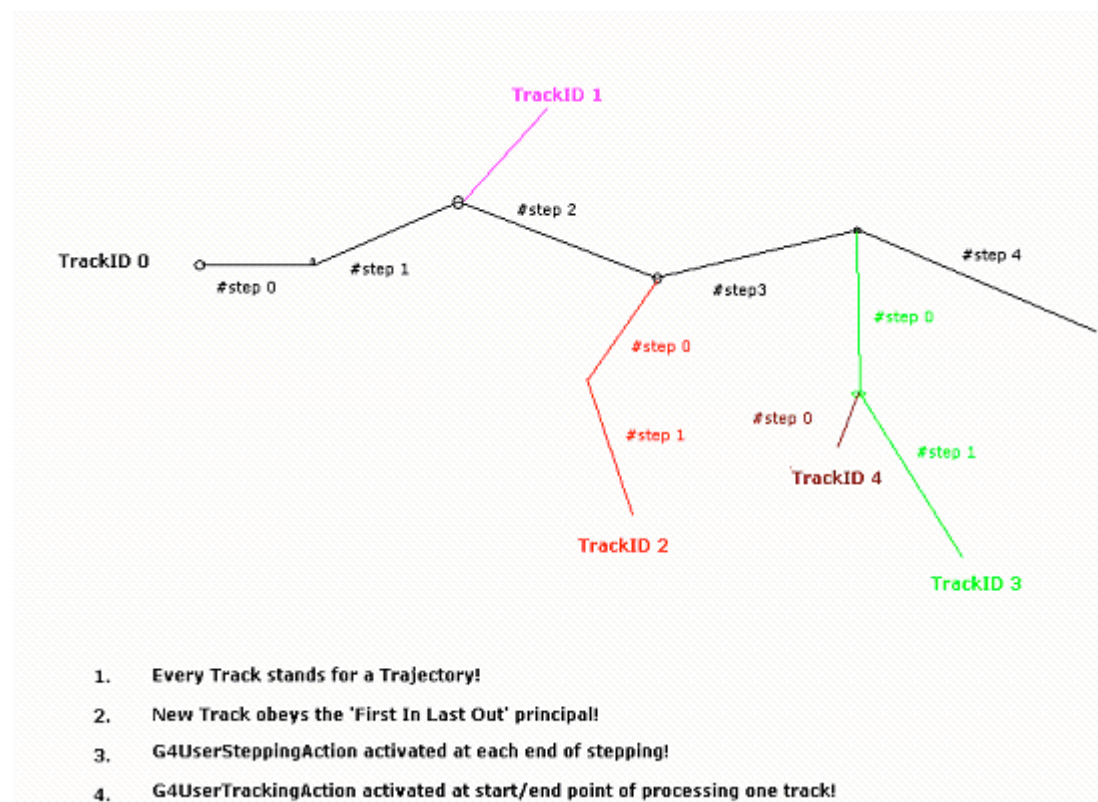 TrackID 1
#step 2
TrackID 0
#step 1
#step 0
#step 4
#step3
#step 0
#step 0
#step 0
#step 1
#step 1
TrackID 4
TrackID 2
TrackID 3
1. Every Track stands for a Trajectory!
2. New Track obeys the 'First In Last Out' principal!
3. G4UserSteppingAction activated at each end of stepping!
4. G4UserTrackingAction activated at start/end point of processing one track!